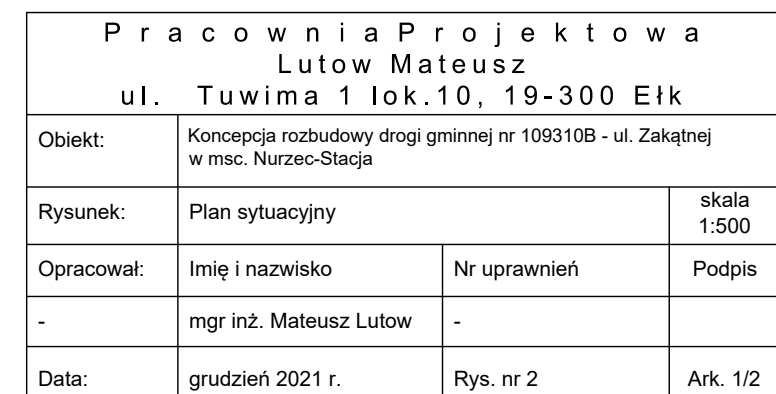 Pracownia Projektowa
Lutow Mateusz
ul. Tuwima 1 lok.10, 19-300 Ełk
Obiekt: Koncepcja rozbudowy drogi gminnej nr 109310B - ul. Zakątnej
w msc. Nurzec-Stacja
Rysunek: Plan sytuacyjny skala
1:500
Opracował: Imię i nazwisko Nr uprawnień Podpis
- mgr inż. Mateusz Lutow -
Data: grudzień 2021 r. Rys. nr 2 Ark. 1/2